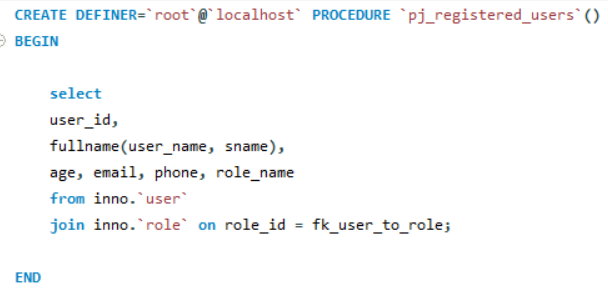 CREATE DEFINER=`root`@`localhost` PROCEDURE `pj_registered_users`()
BEGIN
select
user_id,
fullname(user_name, sname),
age, email, phone, role_name
from inno.`user`
join inno.`role` on role_id = fk_user_to_role;
END